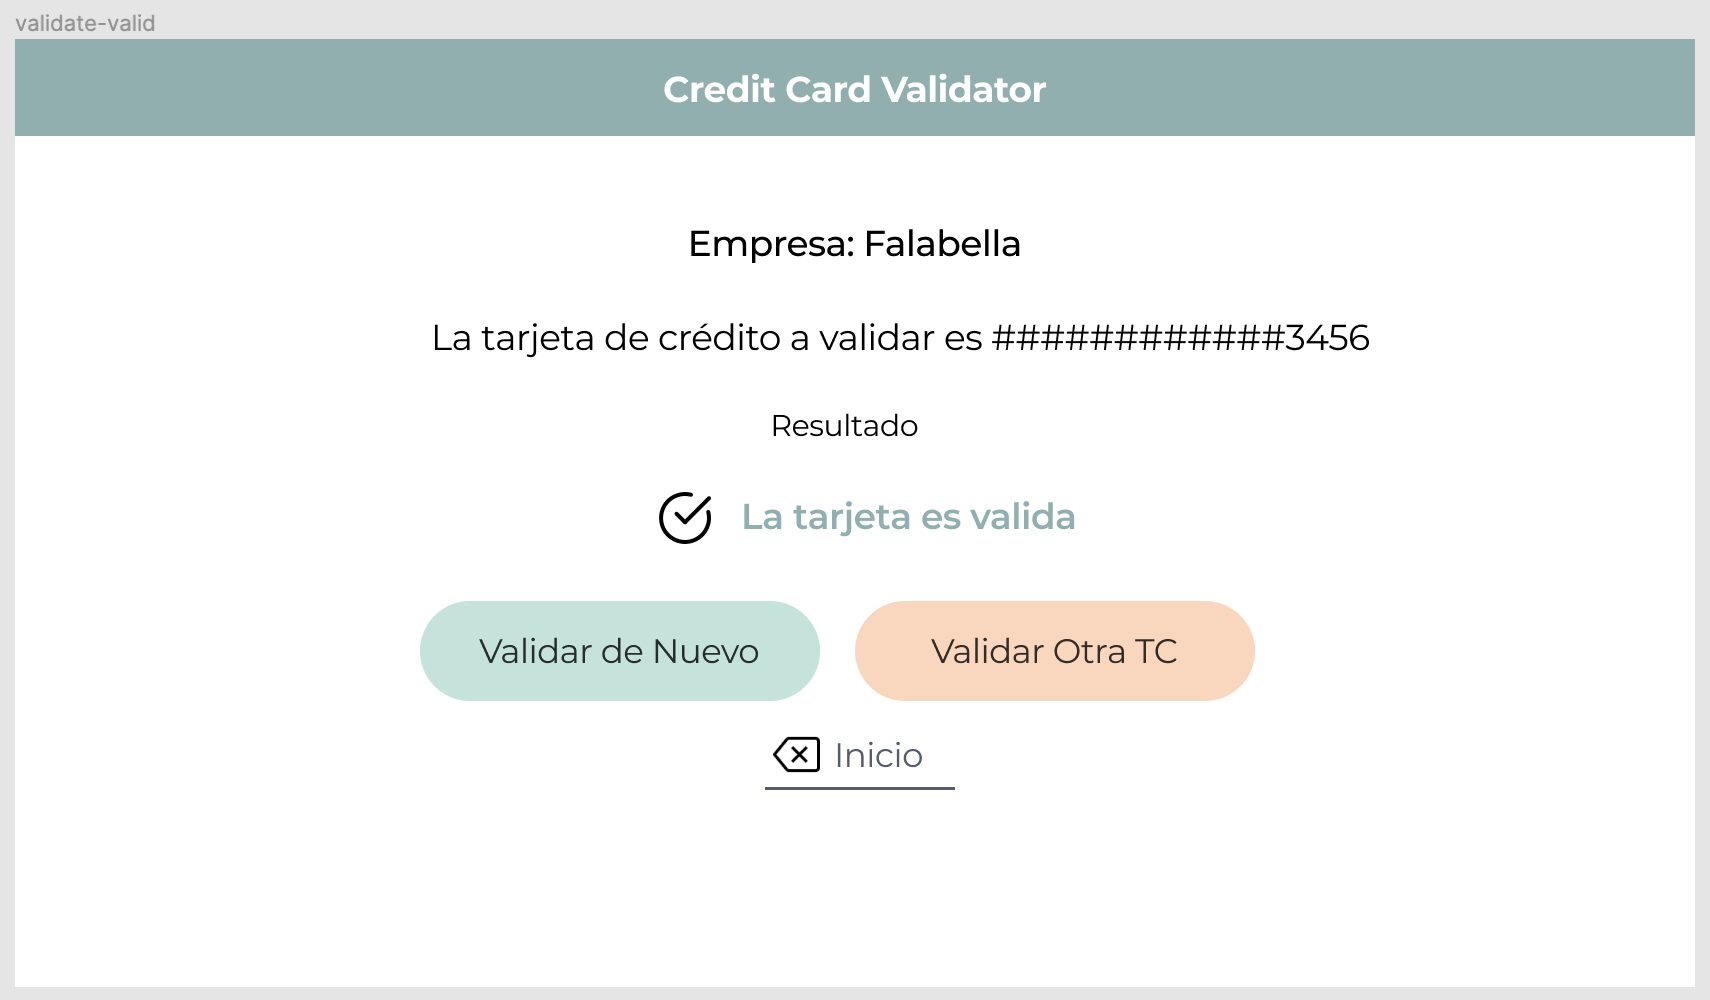 validate-valid
Credit Card Validator
Empresa: Falabella
La tarjeta de crédito a validar es ############3456
Resultado
La tarjeta es valida
Validar de Nuevo
Validar Otra TC
Inicio